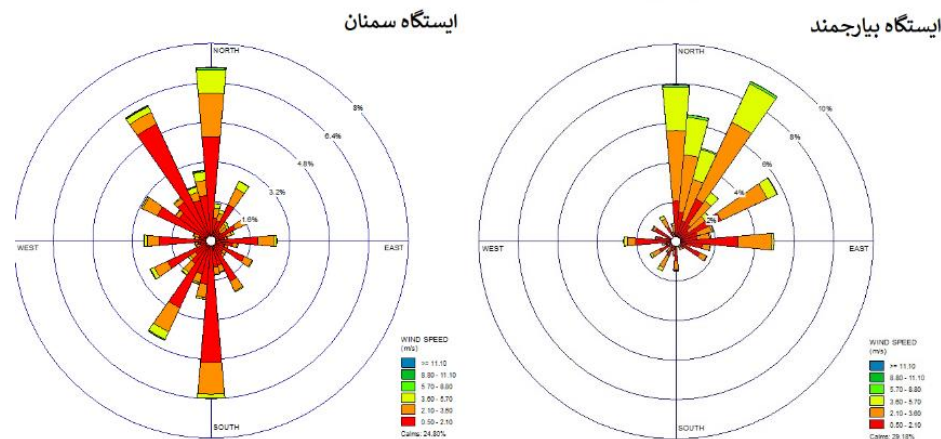 ایستگاه سمنان
NORTH
8%
6.4%
4.8%
3.2%
1.6%
WEST
EAST
SOUTH
WIND SPEED
(m/s)
>= 11.10
8.80 - 11.10
5.70 - 8.80
3.60 - 5.70
2.10 - 3.60
0.50 - 2.10
Calms: 24.80%
ایستگاه بیارجمند
NORTH
10%
8%
6%
4%
2%
WEST
EAST
SOUTH
WIND SPEED
(m/s)
>= 11.10
8.80 - 11.10
5.70 - 8.80
3.60 - 5.70
2.10 - 3.60
0.50 - 2.10
Calms: 29.18%